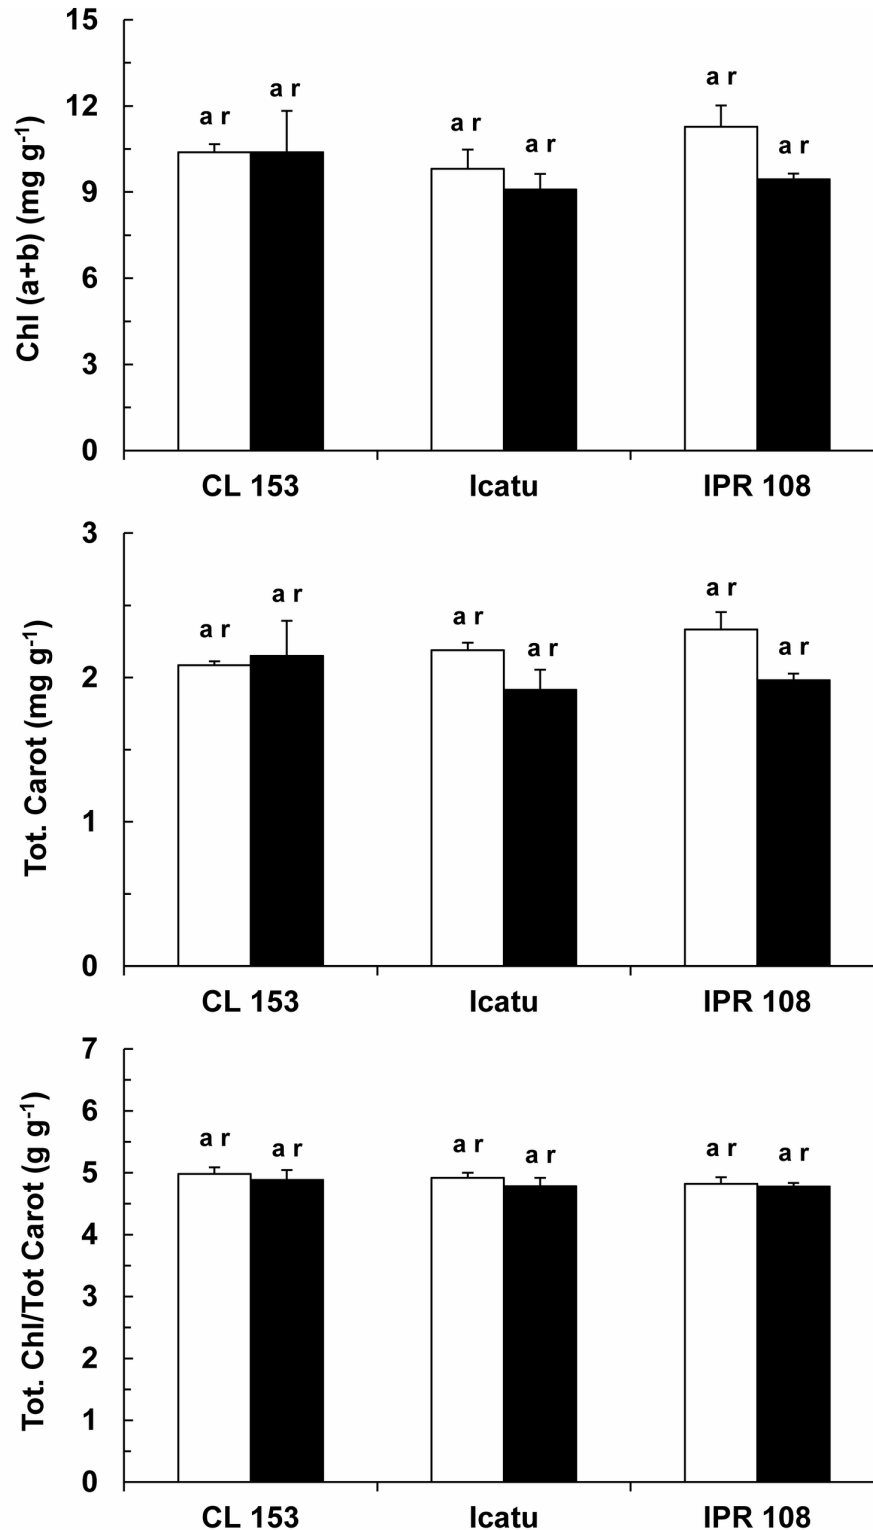 15
12
9
6
3
0
Chl (a+b) (mg g-1)
a r a r a r a r a r a r
CL 153 Icatu IPR 108
3
2
1
0
Tot. Carot (mg g-1)
a r a r a r a r a r a r
CL 153 Icatu IPR 108
7
6
5
4
3
2
1
0
Tot. Chl/Tot Carot (g g-1)
a r a r a r a r a r a r
CL 153 Icatu IPR 108